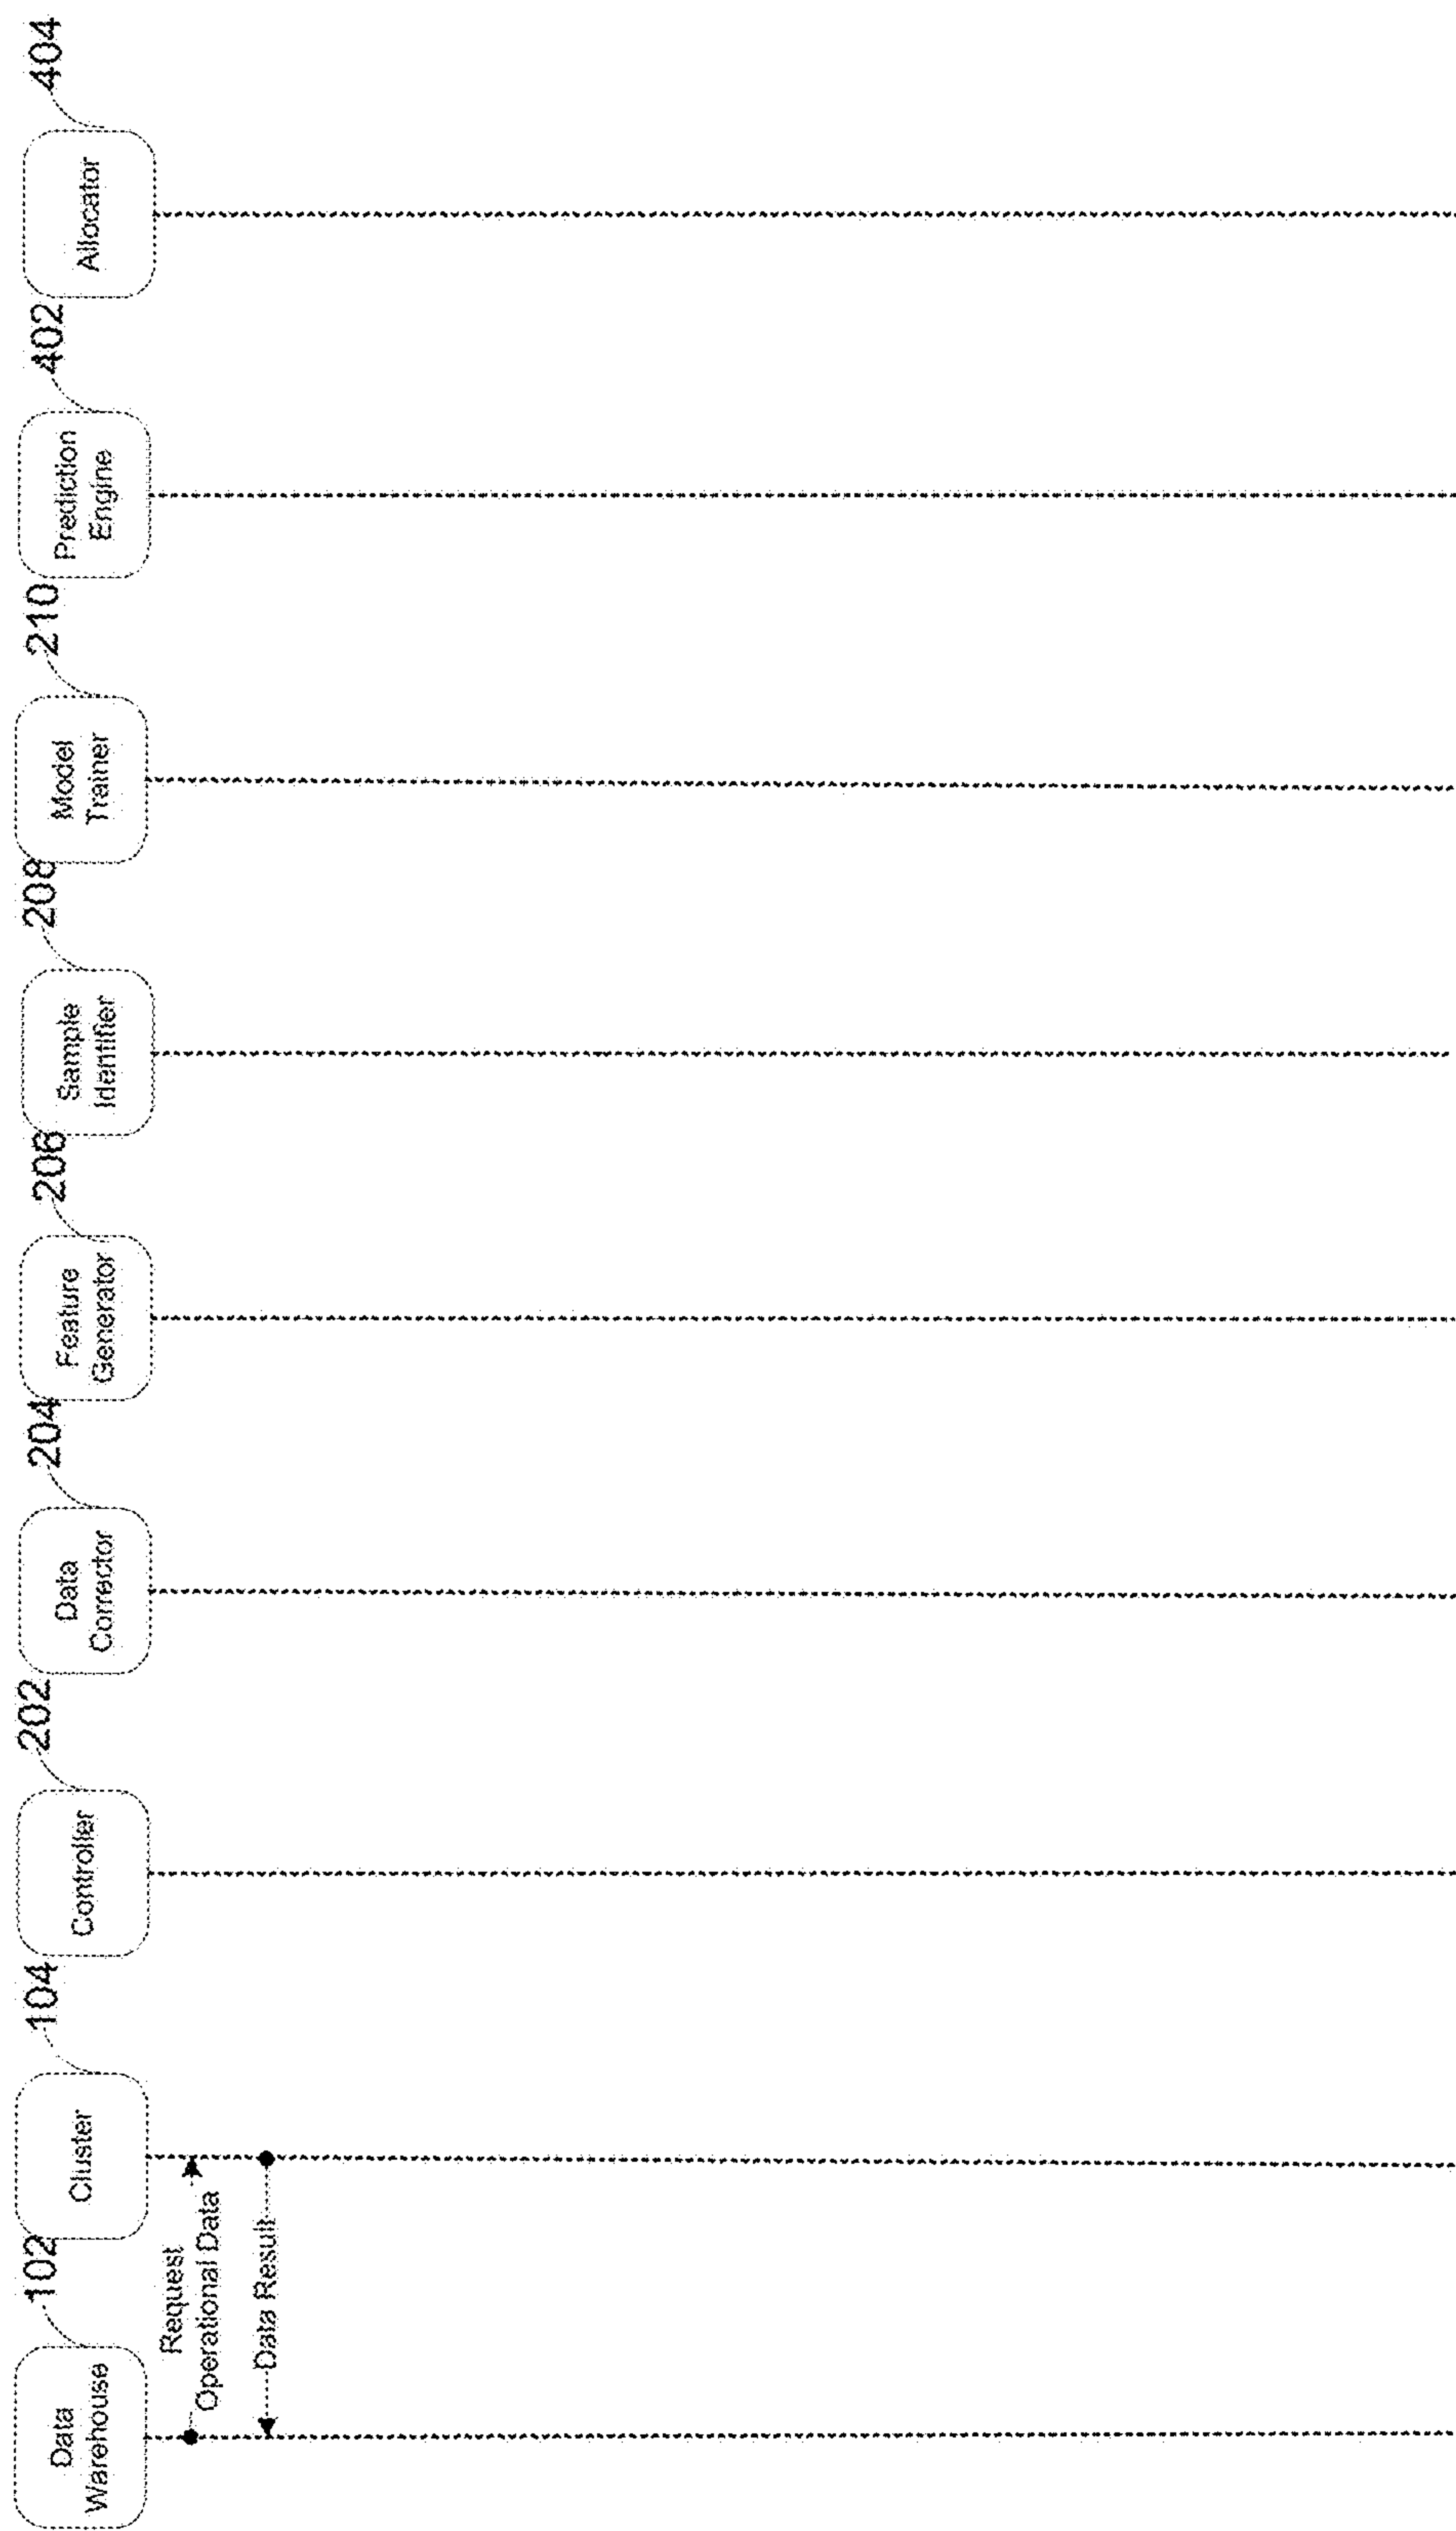 102
Data
Warehouse
104
Cluster
202
Controller
204
Data
Corrector
206
Feature
Generator
208
Sample
Identifier
210
Model
Trainer
402
Prediction
Engine
404
Allocator
Request
Operational Data
Data Result